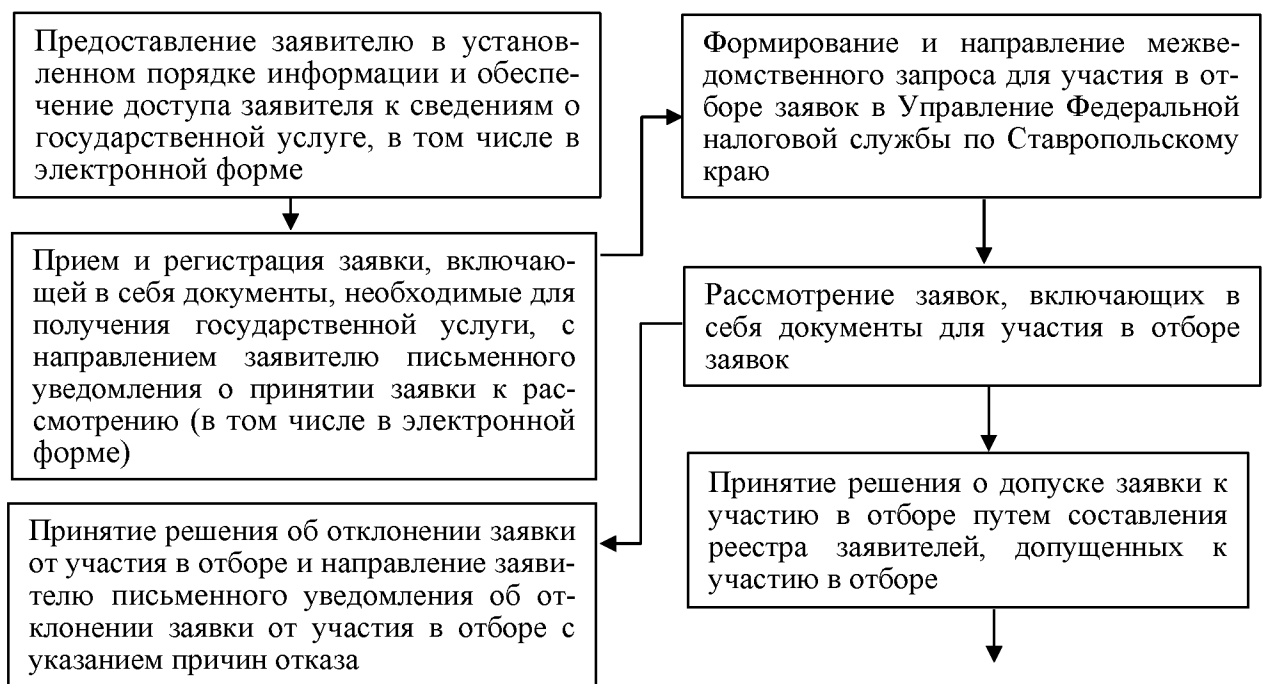 Предоставление заявителю в установ-
ленном порядке информации и обеспе-
чение доступа заявителя к сведениям о
государственной услуге, в том числе в
электронной форме
Прием и регистрация заявки, включаю-
щей в себя документы, необходимые для
получения государственной услуги, с
направлением заявителю письменного
уведомления о принятии заявки к рас-
смотрению (в том числе в электронной
форме)
Формирование и направление межве-
домственного запроса для участия в от-
боре заявок в Управление Федеральной
налоговой службы по Ставропольскому
краю
Рассмотрение заявок, включающих в
себя документы для участия в отборе
заявок
Принятие решения об отклонении заявки
от участия в отборе и направление заяви-
телю письменного уведомления об от-
клонении заявки от участия в отборе с
указанием причин отказа
Принятие решения о допуске заявки к
участию в отборе путем составления
реестра заявителей, допущенных к
участию в отборе